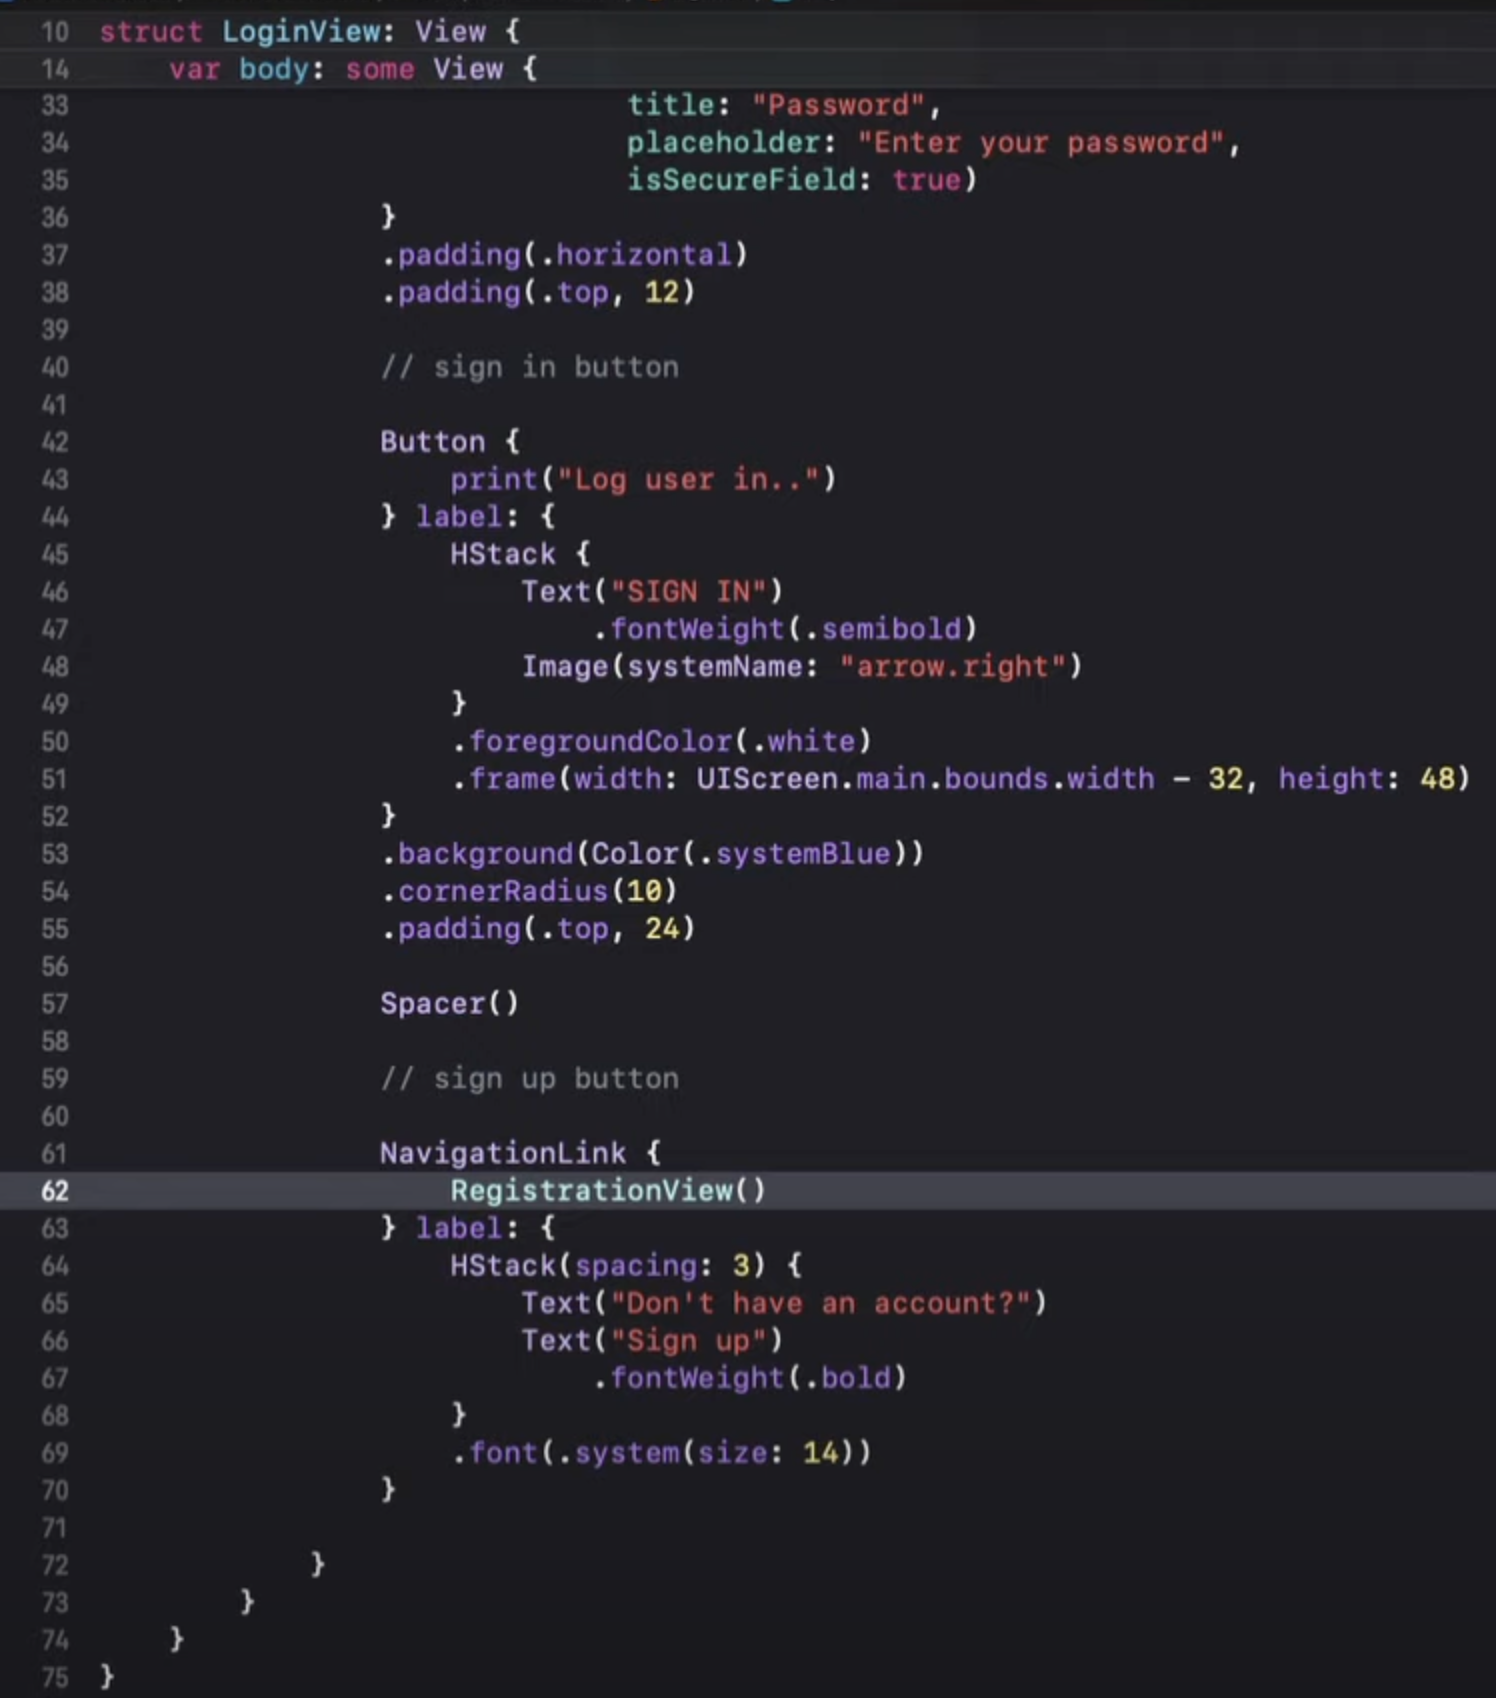 10 struct LoginView: View {
14     var body: some View {
33                               title: "Password",
34                               placeholder: "Enter your password",
35                               isSecureField: true)
36                 }
37                 .padding(.horizontal)
38                 .padding(.top, 12)
39
40                 // sign in button
41
42                 Button {
43                     print("Log user in..")
44                 } label: {
45                     HStack {
46                         Text("SIGN IN")
47                             .fontWeight(.semibold)
48                         Image(systemName: "arrow.right")
49                     }
50                     .foregroundColor(.white)
51                     .frame(width: UIScreen.main.bounds.width - 32, height: 48)
52                 }
53                 .background(Color(.systemBlue))
54                 .cornerRadius(10)
55                 .padding(.top, 24)
56
57                 Spacer()
58
59                 // sign up button
60
61                 NavigationLink {
62                     RegistrationView()
63                 } label: {
64                     HStack(spacing: 3) {
65                         Text("Don't have an account?")
66                         Text("Sign up")
67                             .fontWeight(.bold)
68                     }
69                     .font(.system(size: 14))
70                 }
71
72             }
73         }
74     }
75 }